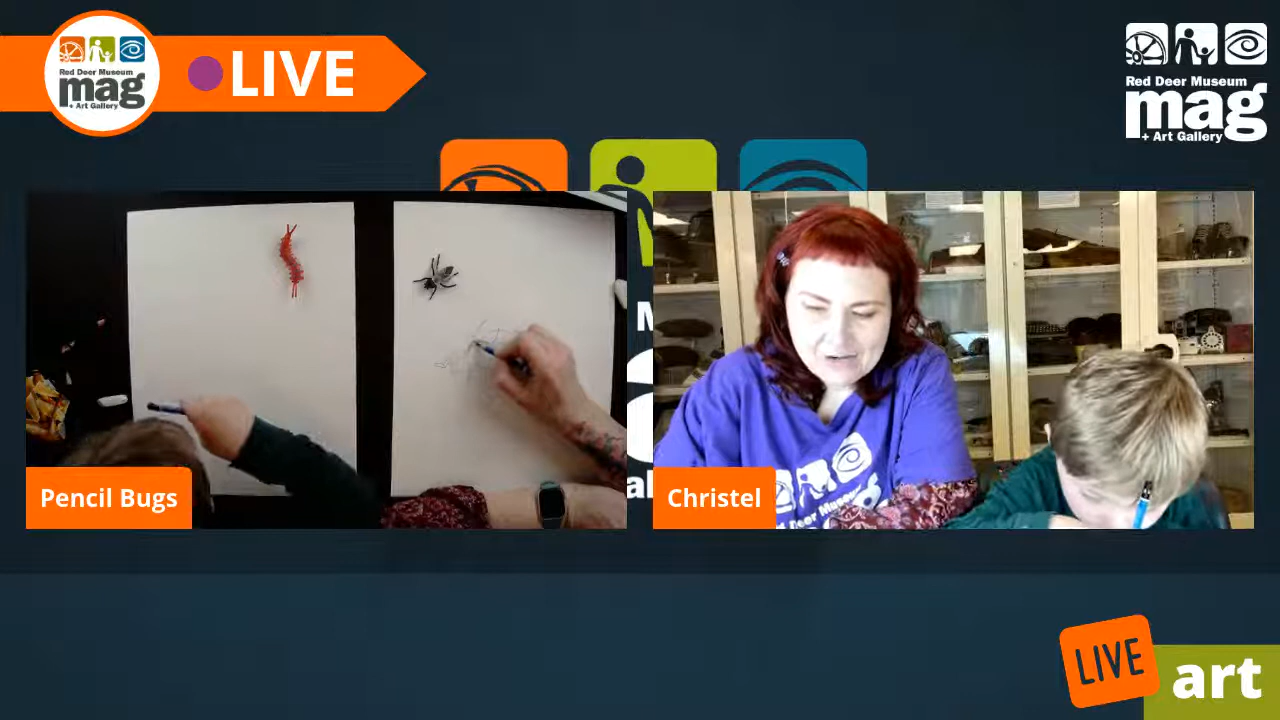 Red Deer Museum
mag
+ Art Gallery
LIVE
Red Deer Museum
mag
+ Art Gallery
Pencil Bugs
Christel
LIVE
art